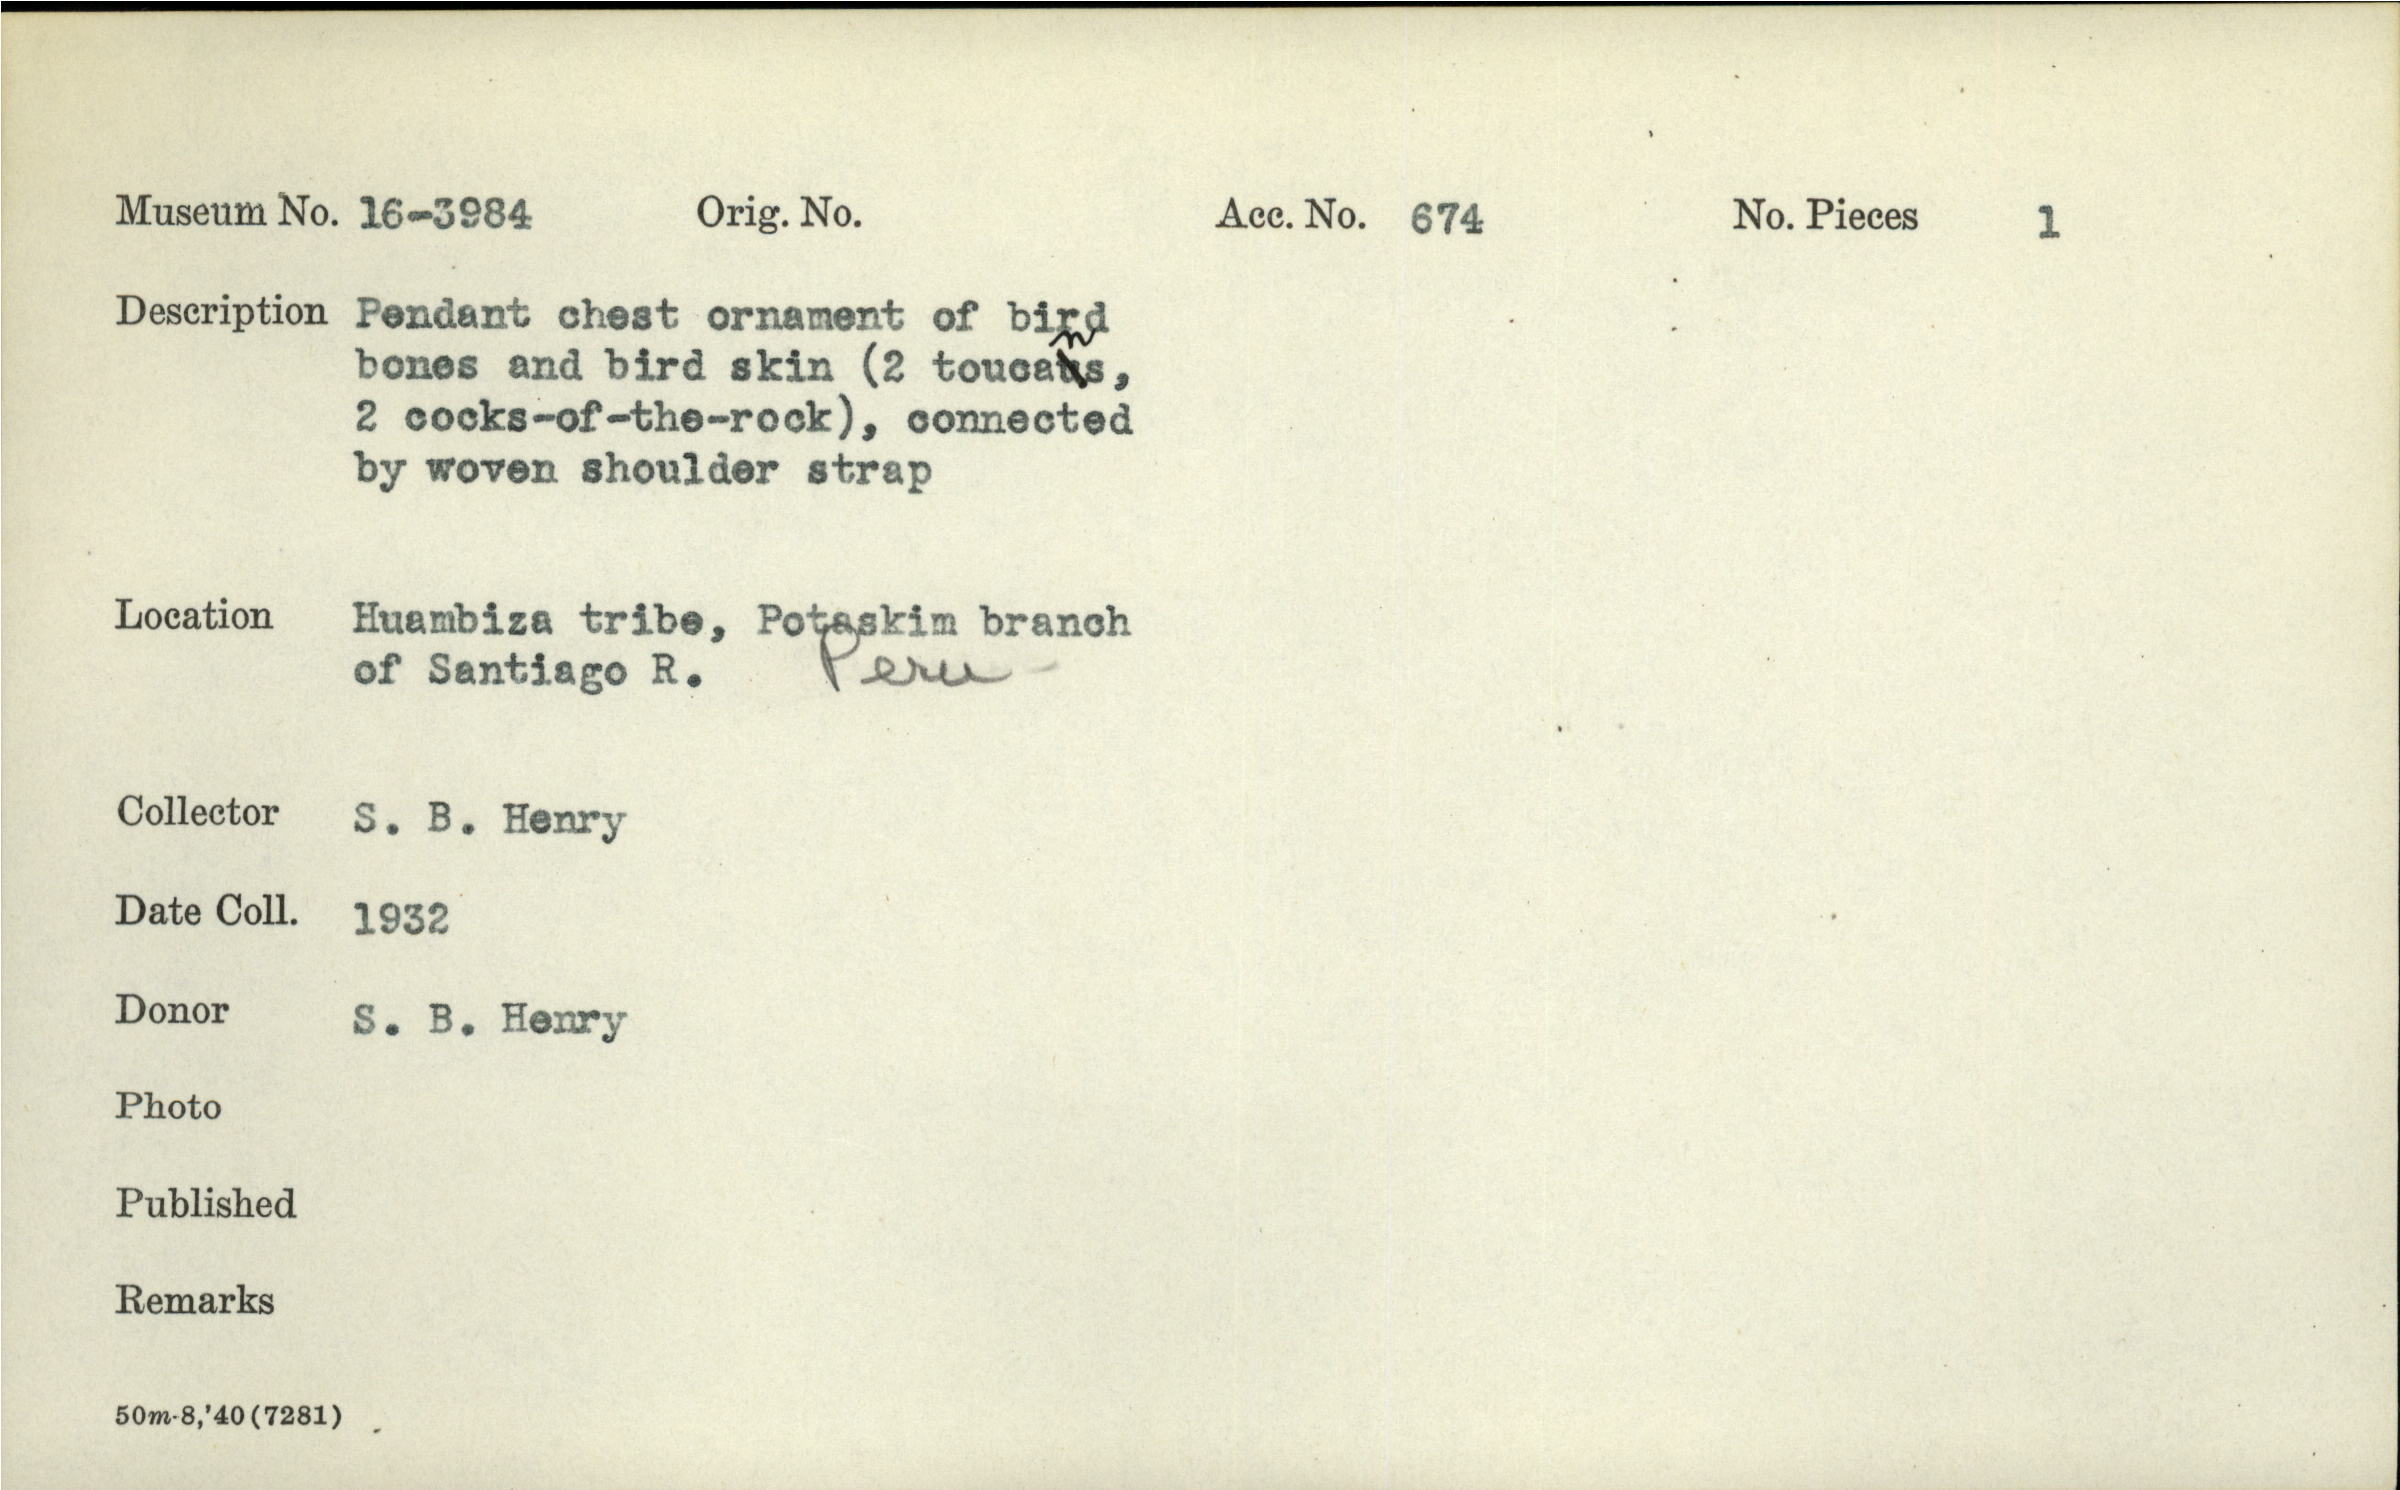 Museum No. 16-3984 Orig. No. Acc. No. 674 No. Pieces 1
Description Pendant chest ornament of bird
bones and bird skin (2 toucans,
2 cocks-of-the-rock), connected
by woven shoulder strap
Location Huambiza tribe, Potaskim branch
of Santiago R. Peru
Collector S. B. Henry
Date Coll. 1932
Donor S. B. Henry
Photo
Published
Remarks
50m-8,'40(7281)